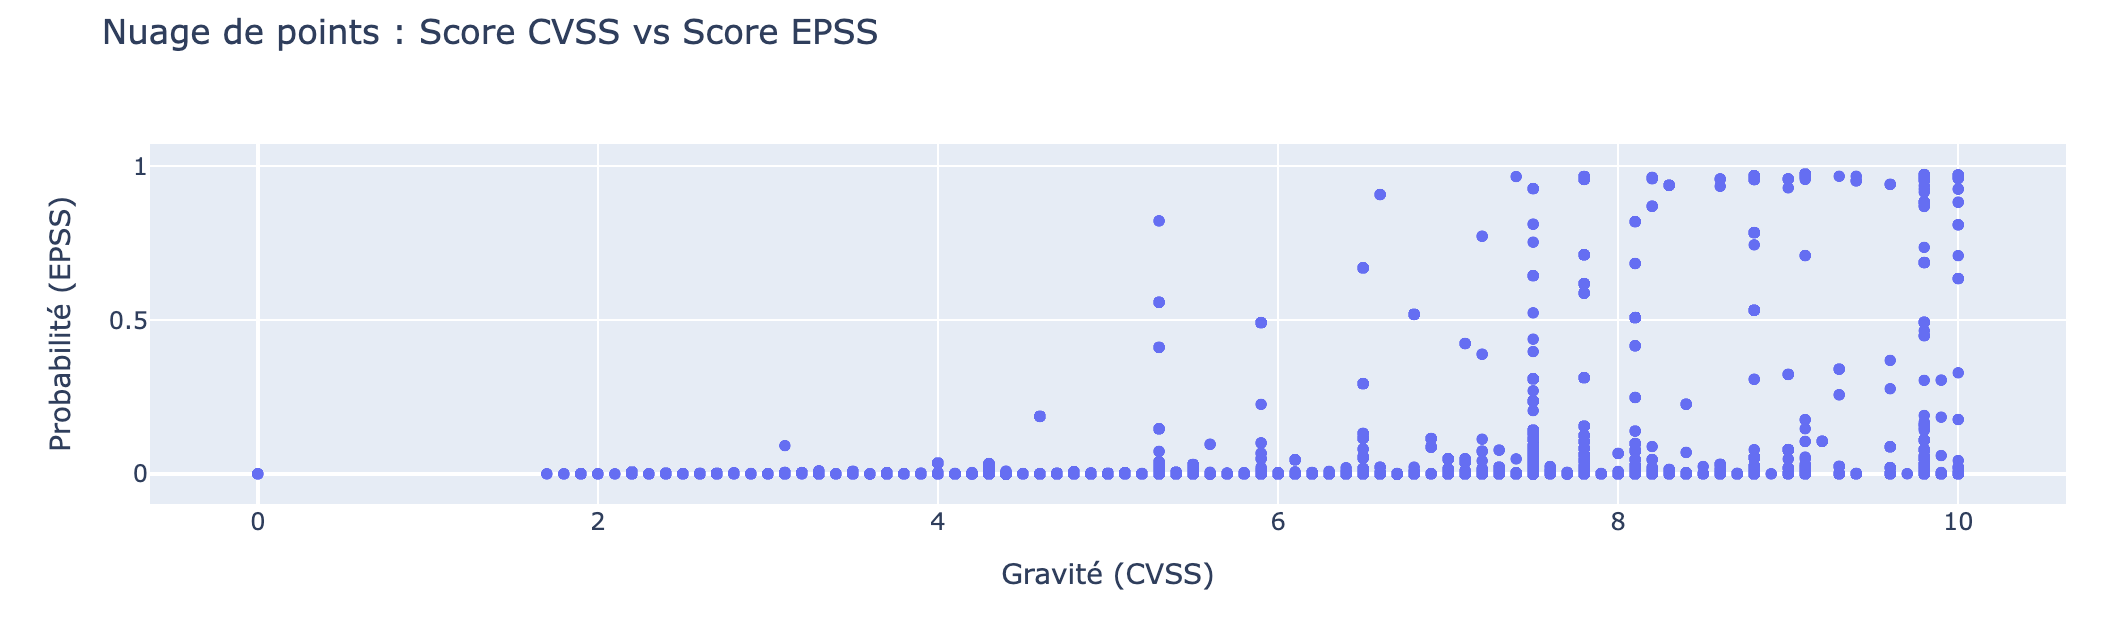 Nuage de points : Score CVSS vs Score EPSS
Probabilité (EPSS)
1
0.5
0
0 2 4 6 8 10
Gravité (CVSS)